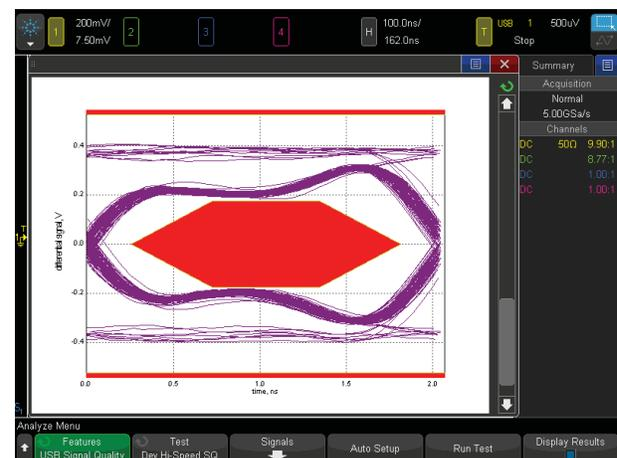 1 200mV/ 7.50mV 2 3 4 H 100.0ns/ 162.0ns T USB 1 500uV Stop
Summary
Acquisition
Normal
5.00GSa/s
Channels
DC 50Ω 9.90:1
DC 8.77:1
DC 1.00:1
DC 1.00:1
differential signal, V
0.4
0.2
0.0
-0.2
-0.4
0.0 0.5 1.0 1.5 2.0
time, ns
Analyze Menu
Features
USB Signal Quality
Test
Dev Hi-Speed SQ
Signals
Auto Setup
Run Test
Display Results